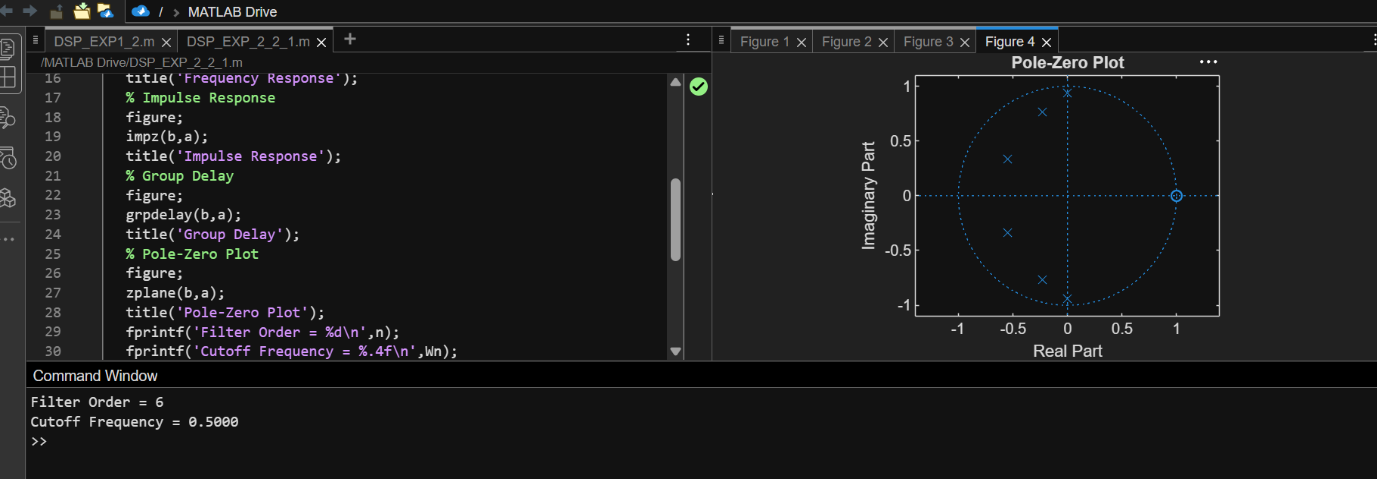 / > MATLAB Drive
DSP_EXP1_2.m × DSP_EXP_2_2_1.m × +
/MATLAB Drive/DSP_EXP_2_2_1.m
16 title('Frequency Response');
17 % Impulse Response
18 figure;
19 impz(b,a);
20 title('Impulse Response');
21 % Group Delay
22 figure;
23 grpdelay(b,a);
24 title('Group Delay');
25 % Pole-Zero Plot
26 figure;
27 zplane(b,a);
28 title('Pole-Zero Plot');
29 fprintf('Filter Order = %d\n',n);
30 fprintf('Cutoff Frequency = %.4f\n',Wn);
Figure 1 × Figure 2 × Figure 3 × Figure 4 ×
Pole-Zero Plot
1
0.5
0
-0.5
-1
Imaginary Part
-1 -0.5 0 0.5 1
Real Part
Command Window
Filter Order = 6
Cutoff Frequency = 0.5000
>>